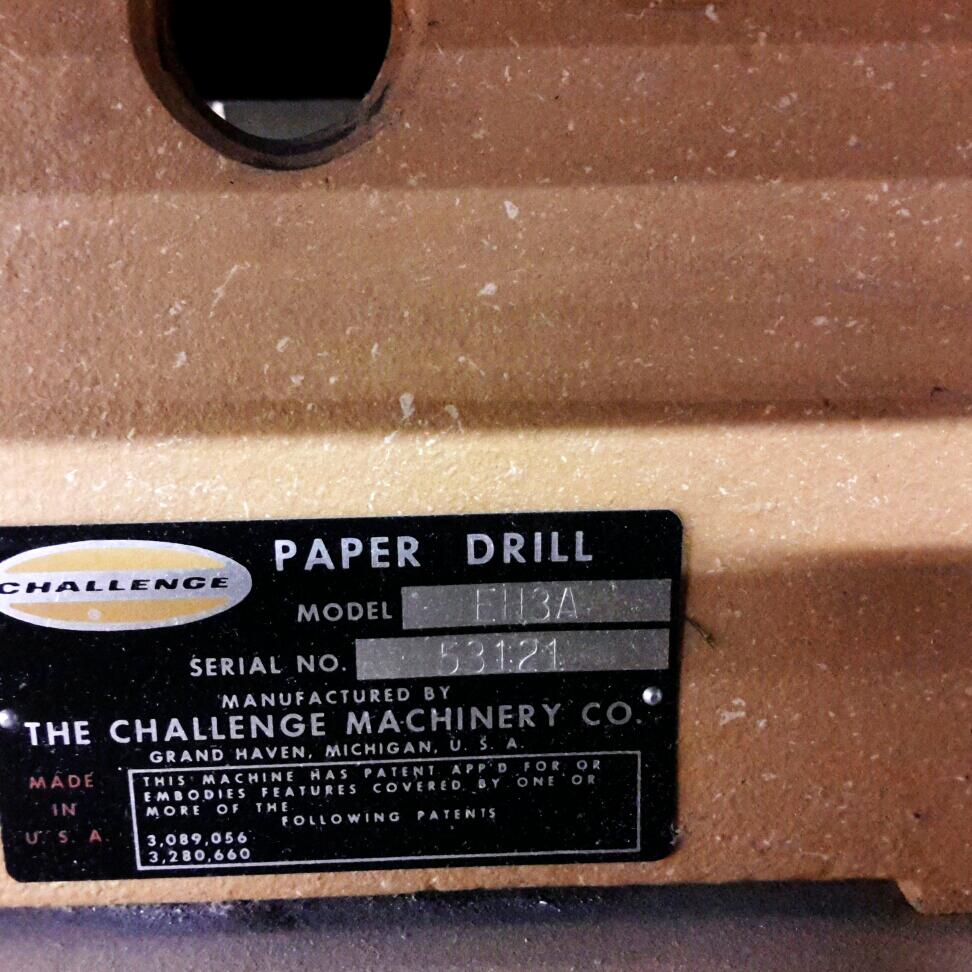 PAPER DRILL
CHALLENGE
MODEL EH3A
SERIAL NO. 53121
MANUFACTURED BY
THE CHALLENGE MACHINERY CO.
GRAND HAVEN, MICHIGAN, U. S. A.
MADE
IN
U. S. A.
THIS MACHINE HAS PATENT APP'D FOR OR
EMBODIES FEATURES COVERED BY ONE OR
MORE OF THE
FOLLOWING PATENTS
3,089,056
3,280,660